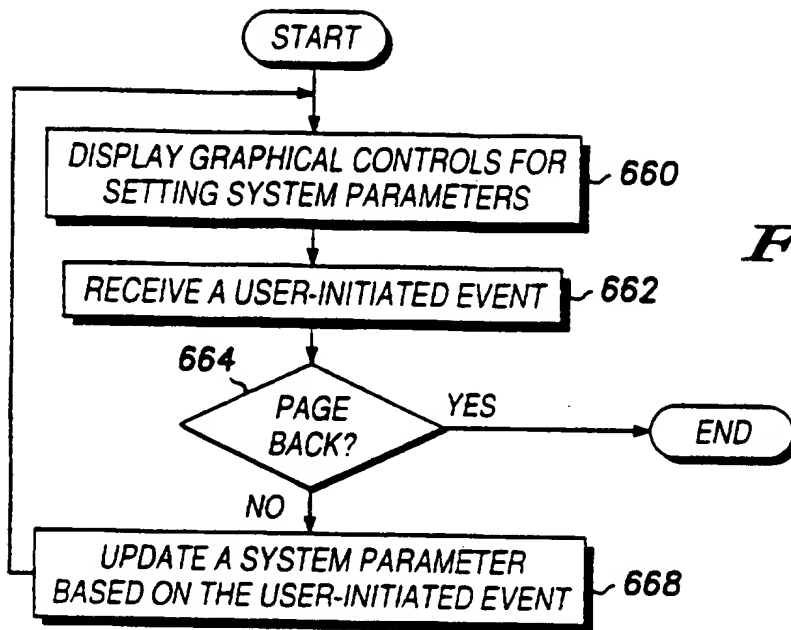 START
DISPLAY GRAPHICAL CONTROLS FOR
SETTING SYSTEM PARAMETERS
660
F
RECEIVE A USER-INITIATED EVENT
662
664
PAGE
BACK?
YES
END
NO
UPDATE A SYSTEM PARAMETER
BASED ON THE USER-INITIATED EVENT
668